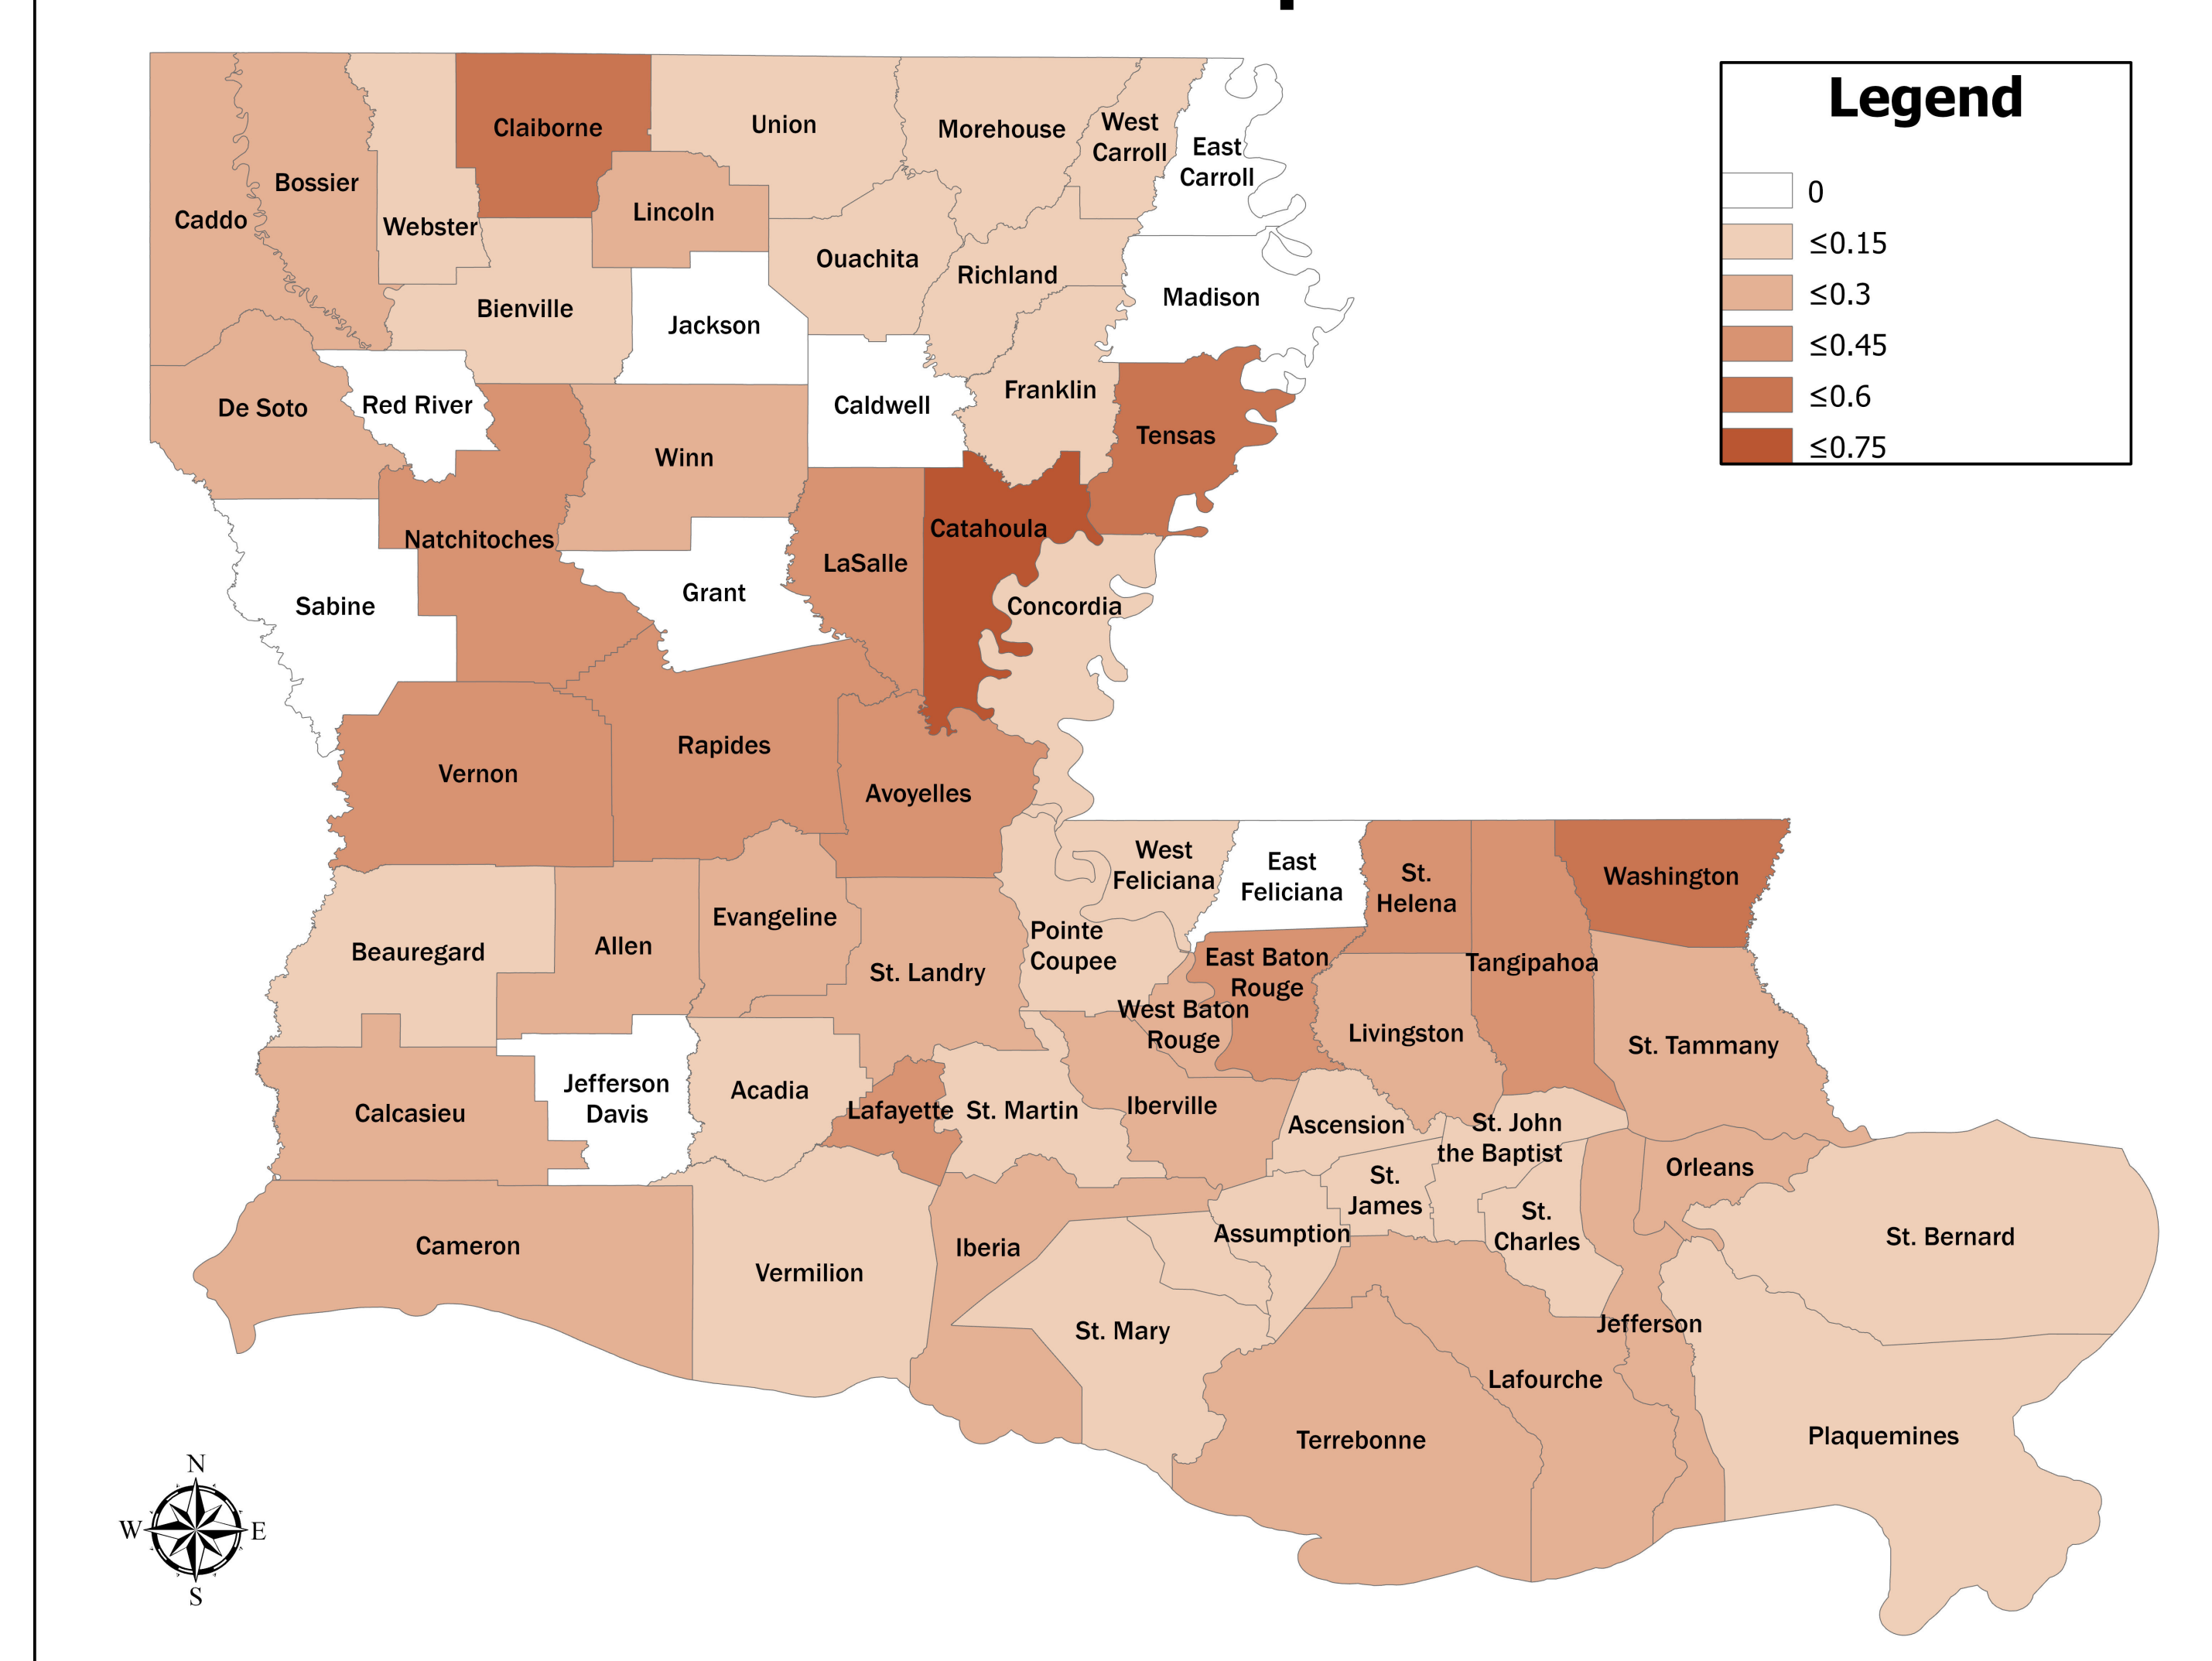 Legend
0
≤0.15
≤0.3
≤0.45
≤0.6
≤0.75
Claiborne
Union
Morehouse
West
Carroll
East
Carroll
Bossier
Caddo
Webster
Lincoln
Ouachita
Richland
Madison
Bienville
Jackson
De Soto
Red River
Caldwell
Franklin
Tensas
Winn
Natchitoches
Catahoula
LaSalle
Grant
Sabine
Concordia
Vernon
Rapides
Avoyelles
West
Feliciana
East
Feliciana
St.
Helena
Washington
Beauregard
Allen
Evangeline
St. Landry
Pointe
Coupee
East Baton
Rouge
Tangipahoa
West Baton
Rouge
Livingston
St. Tammany
Calcasieu
Jefferson
Davis
Acadia
Lafayette
St. Martin
Iberville
Ascension
St. John
the Baptist
Orleans
St.
James
St.
Charles
St. Bernard
Cameron
Vermilion
Iberia
Assumption
St. Mary
Jefferson
Lafourche
Terrebonne
Plaquemines
N
W
E
S